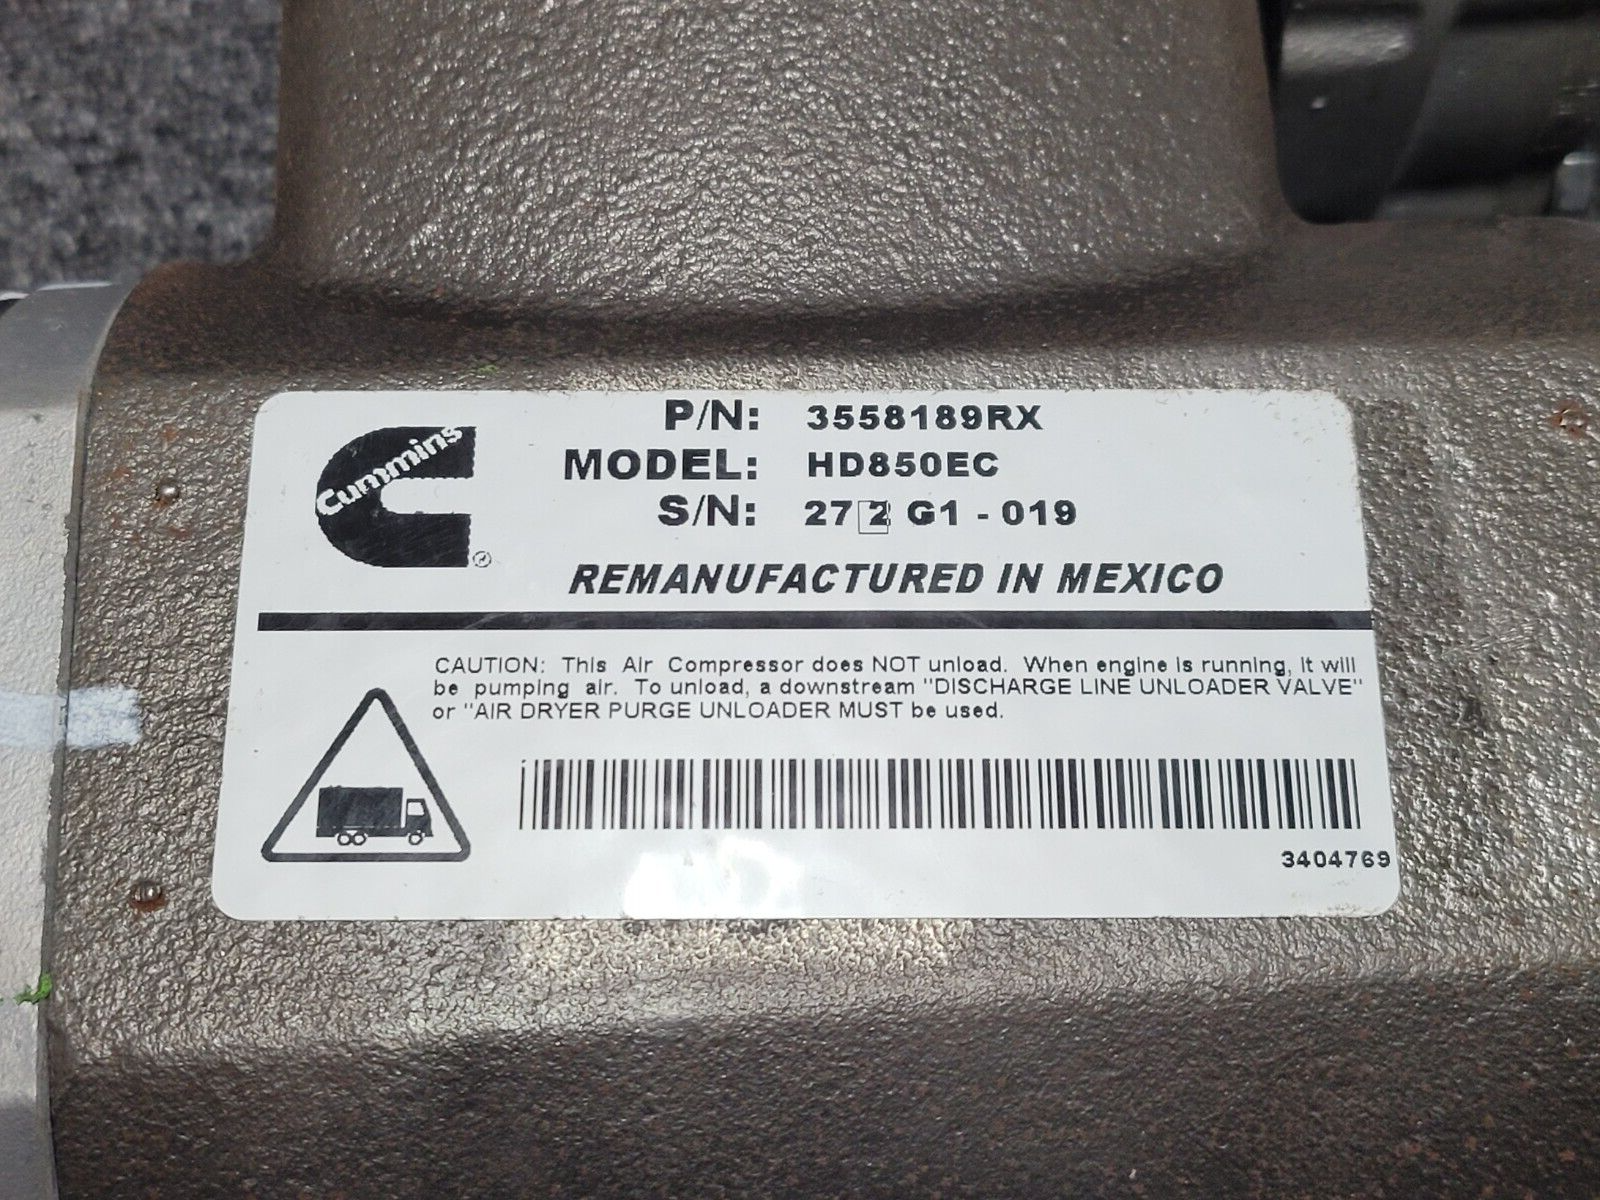 Cummins
P/N: 3558189RX
MODEL: HD850EC
S/N: 272 G1 - 019
REMANUFACTURED IN MEXICO
CAUTION: This Air Compressor does NOT unload. When engine is running, it will
be pumping air. To unload, a downstream "DISCHARGE LINE UNLOADER VALVE"
or "AIR DRYER PURGE UNLOADER MUST be used.
3404769